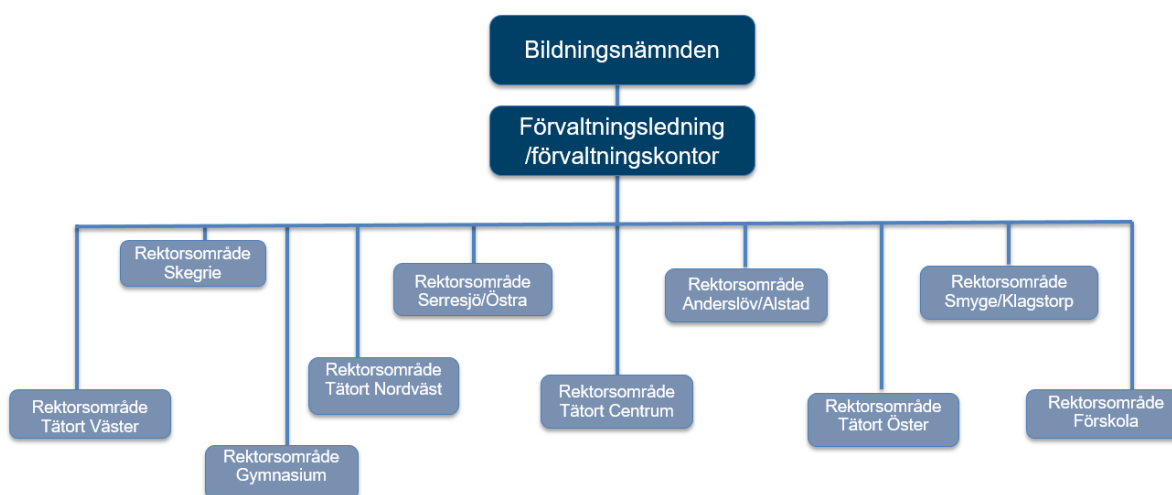 Bildningsnämnden
Förvaltningsledning
/förvaltningskontor
Rektorsområde
Skegrie
Rektorsområde
Serresjö/Östra
Rektorsområde
Anderslöv/Alstad
Rektorsområde
Smyge/Klagstorp
Rektorsområde
Tätort Väster
Rektorsområde
Gymnasium
Rektorsområde
Tätort Nordväst
Rektorsområde
Tätort Centrum
Rektorsområde
Tätort Öster
Rektorsområde
Förskola